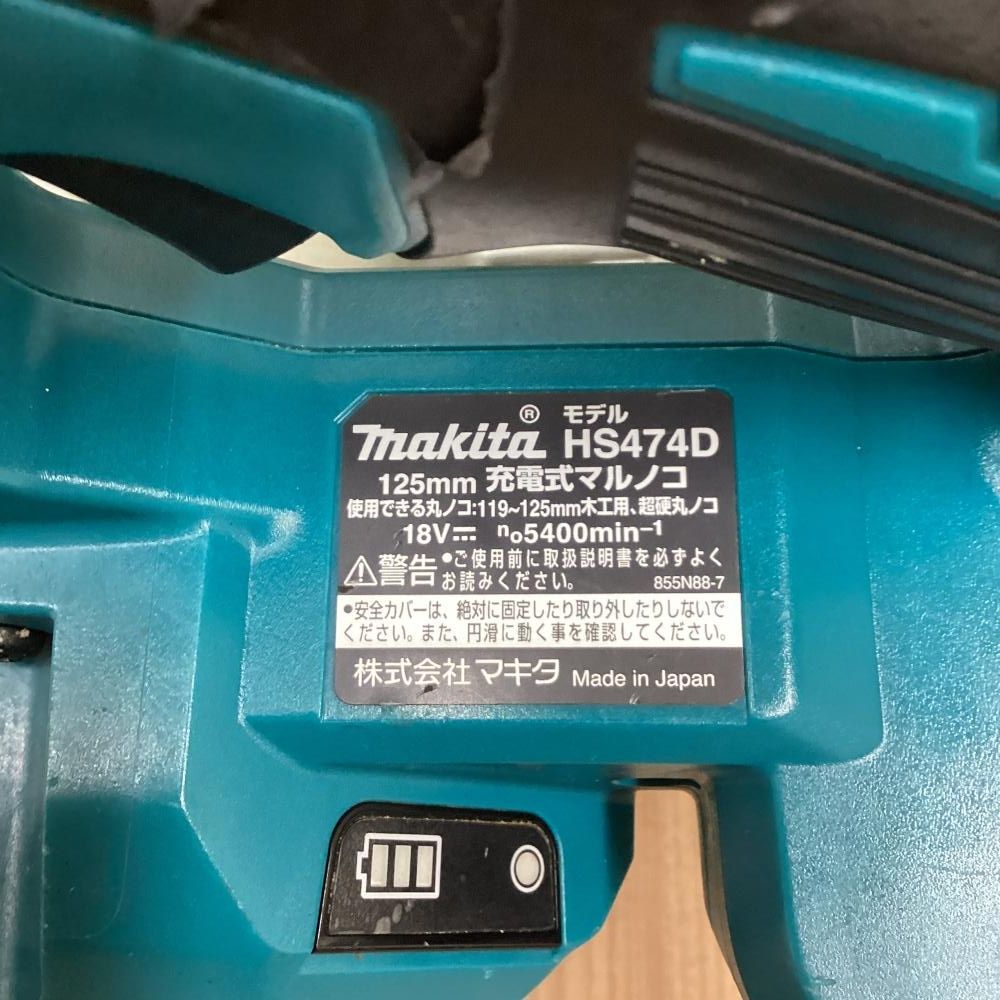 makita® モデル HS474D
125mm 充電式マルノコ
使用できる丸ノコ:119~125mm木工用、超硬丸ノコ
18V⎓ n₀5400min⁻¹
⚠警告 •ご使用前に取扱説明書を必ずよく
お読みください。 855N88-7
•安全カバーは、絶対に固定したり取り外したりしないで
ください。また、円滑に動く事を確認してください。
株式会社 マキタ Made in Japan